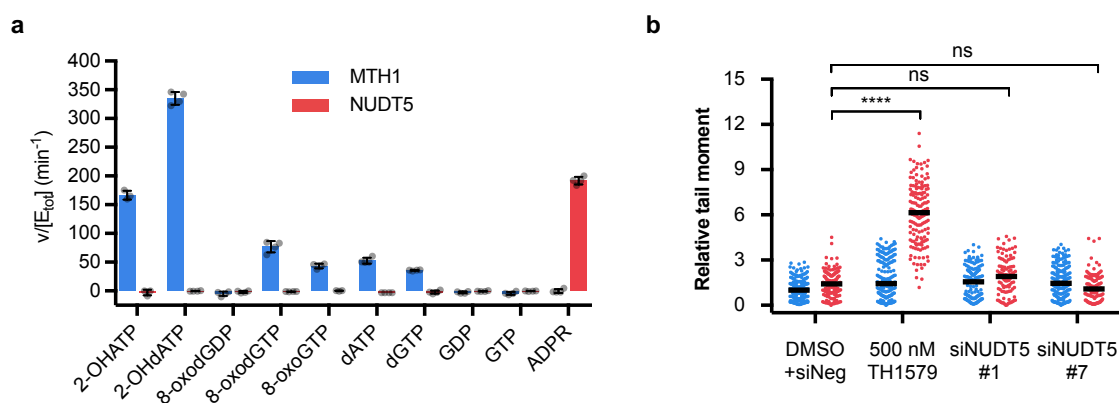 a
v/[Etot] (min-1)
400
350
300
250
200
150
100
50
0
MTH1
NUDT5
2-OHATP
2-OHdATP
8-oxodGDP
8-oxodGTP
8-oxoGTP
dATP
dGTP
GDP
GTP
ADPR
b
Relative tail moment
15
12
9
6
3
0
ns
ns
****
DMSO
+siNeg
500 nM
TH1579
siNUDT5
#1
siNUDT5
#7